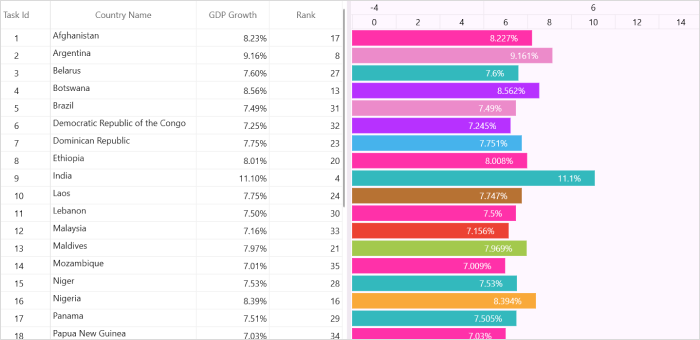 Task Id Country Name GDP Growth Rank -4 6
0 2 4 6 8 10 12 14
1 Afghanistan 8.23% 17 8.227%
2 Argentina 9.16% 8 9.161%
3 Belarus 7.60% 27 7.6%
4 Botswana 8.56% 13 8.562%
5 Brazil 7.49% 31 7.49%
6 Democratic Republic of the Congo 7.25% 32 7.245%
7 Dominican Republic 7.75% 23 7.751%
8 Ethiopia 8.01% 20 8.008%
9 India 11.10% 4 11.1%
10 Laos 7.75% 24 7.747%
11 Lebanon 7.50% 30 7.5%
12 Malaysia 7.16% 33 7.156%
13 Maldives 7.97% 21 7.969%
14 Mozambique 7.01% 35 7.009%
15 Niger 7.53% 28 7.53%
16 Nigeria 8.39% 16 8.394%
17 Panama 7.51% 29 7.505%
18 Papua New Guinea 7.03% 34 7.03%